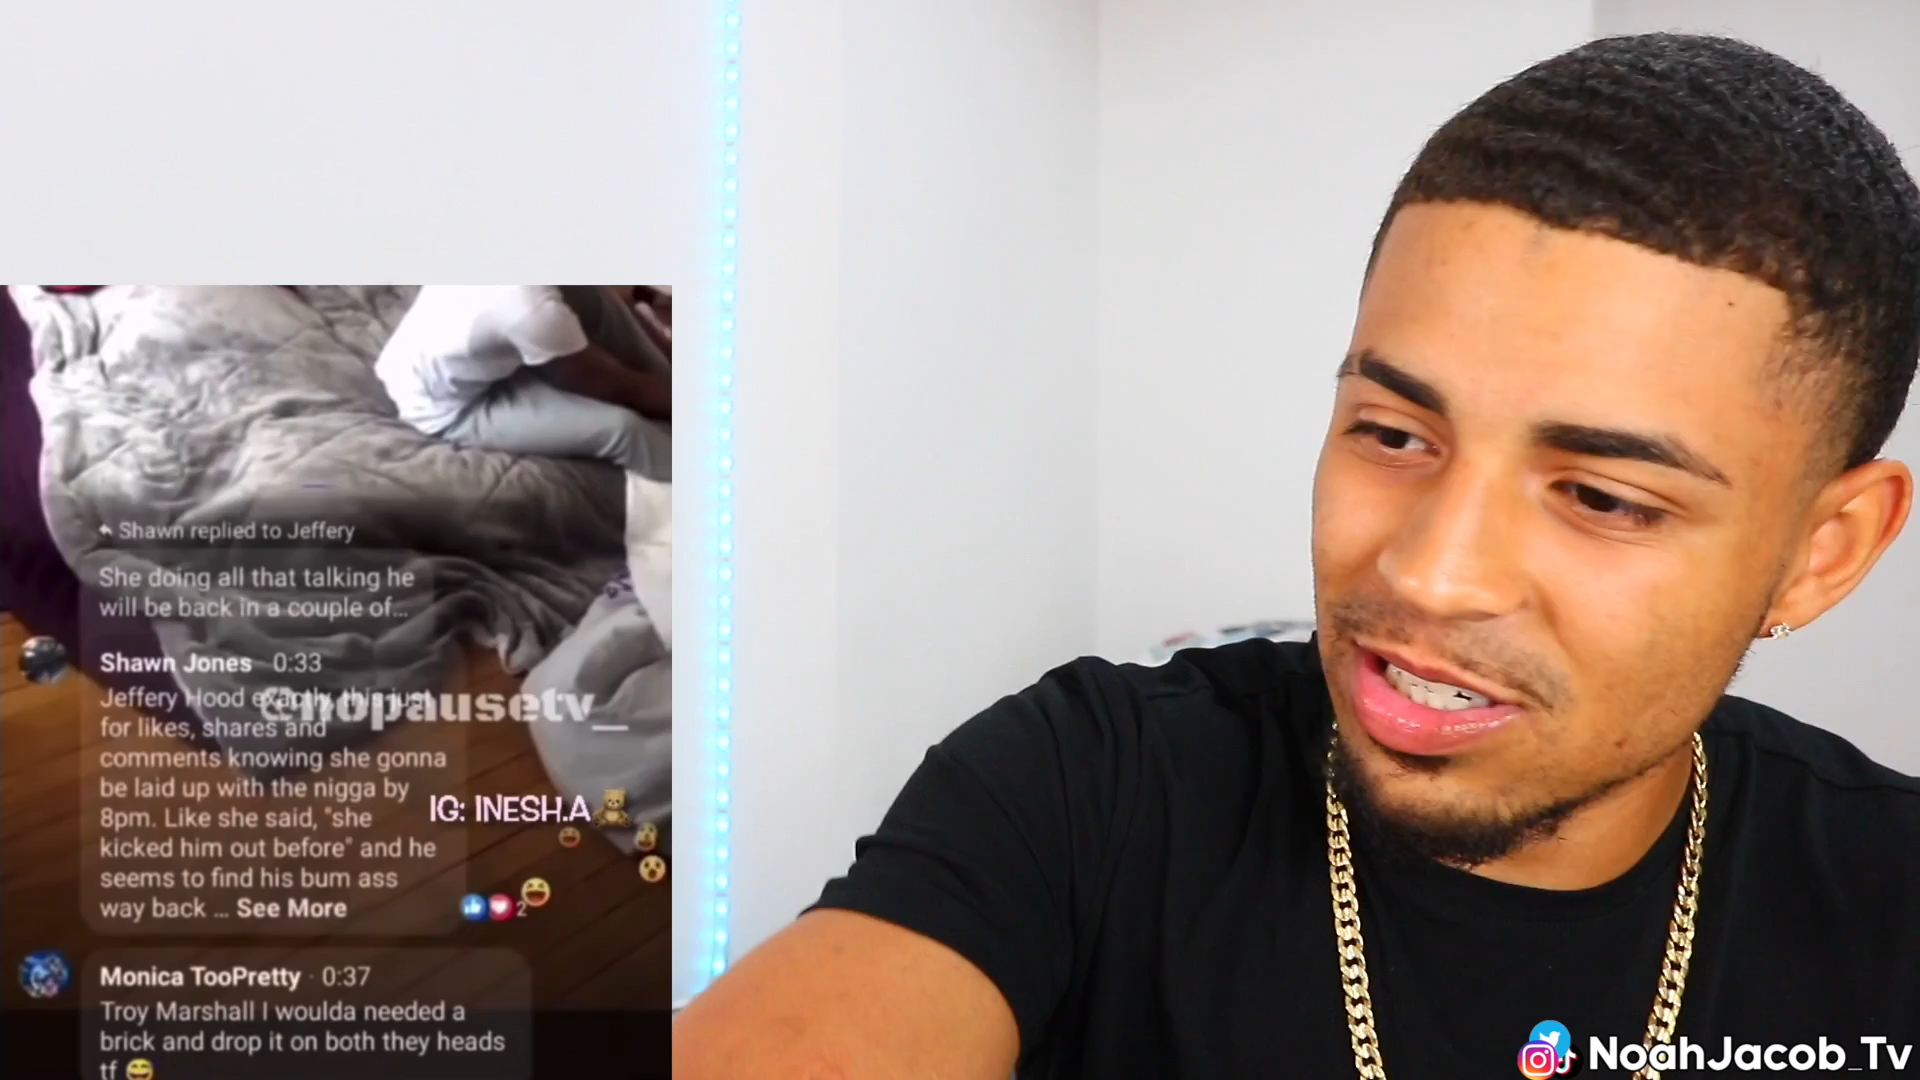 Shawn replied to Jeffery
She doing all that talking he
will be back in a couple of...
Shawn Jones 0:33
Jeffery Hood exactly, this just
@nopausetv_
for likes, shares and
comments knowing she gonna
be laid up with the nigga by
8pm. Like she said, "she
kicked him out before" and he
seems to find his bum ass
way back ... See More
2
IG: INESH.A
Monica TooPretty · 0:37
Troy Marshall I woulda needed a
brick and drop it on both they heads
tf
NoahJacob_Tv